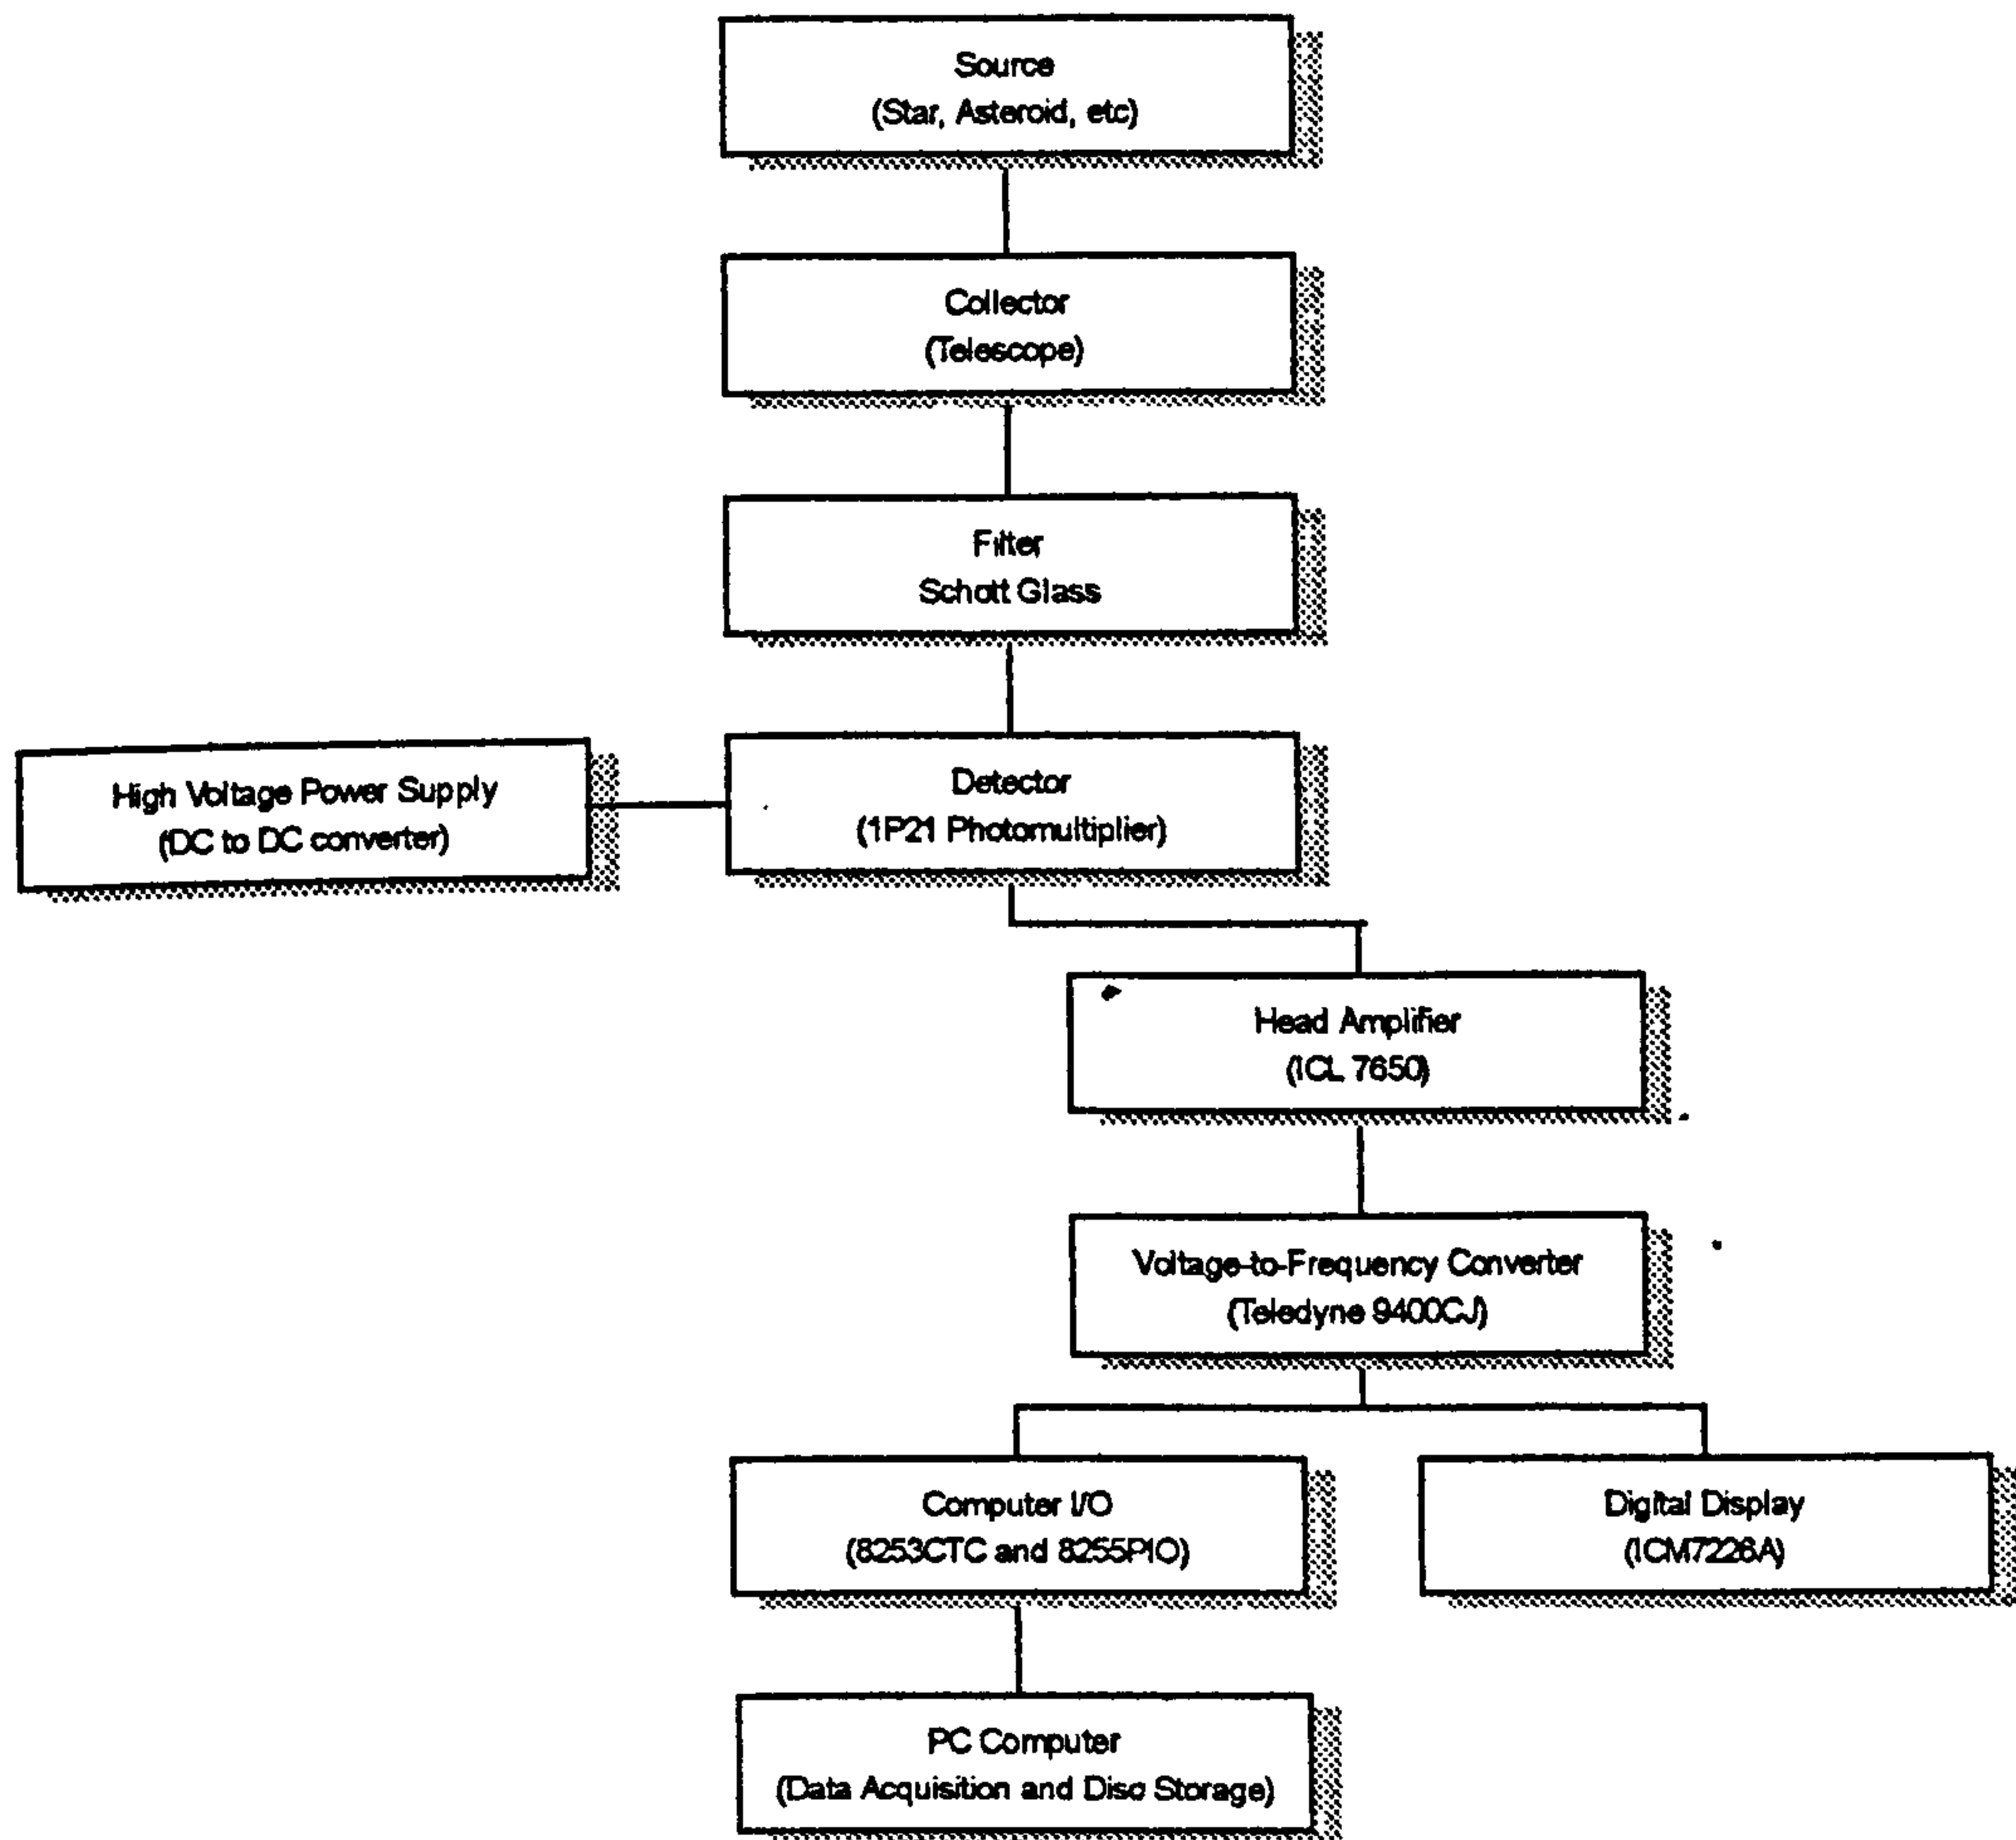 Source
(Star, Asteroid, etc)
Collector
(Telescope)
Filter
Schott Glass
High Voltage Power Supply
(DC to DC converter)
Detector
(1P21 Photomultiplier)
Head Amplifier
(ICL 7650)
Voltage-to-Frequency Converter
(Teledyne 9400CJ)
Computer I/O
(8253CTC and 8255PIO)
Digital Display
(ICM7226A)
PC Computer
(Data Acquisition and Disc Storage)